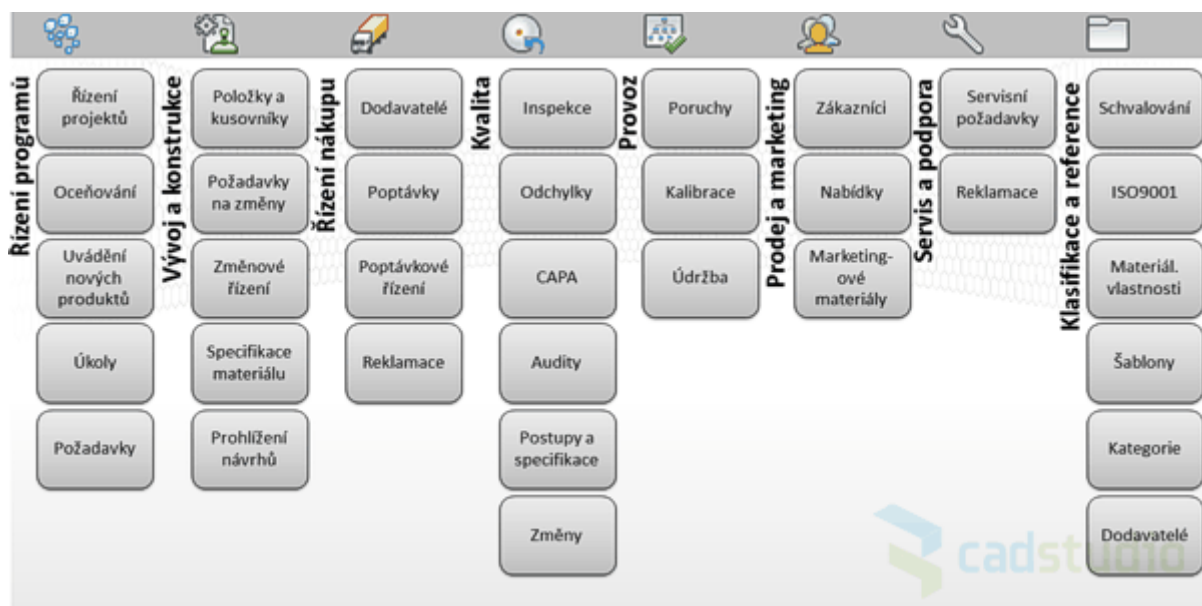 Řízení programů
Řízení
projektů
Oceňování
Uvádění
nových
produktů
Úkoly
Požadavky
Vývoj a konstrukce
Položky a
kusovníky
Požadavky
na změny
Změnové
řízení
Specifikace
materiálu
Prohlížení
návrhů
Řízení nákupu
Dodavatelé
Poptávky
Poptávkové
řízení
Reklamace
Kvalita
Inspekce
Odchylky
CAPA
Audity
Postupy a
specifikace
Změny
Provoz
Poruchy
Kalibrace
Údržba
Prodej a marketing
Zákazníci
Nabídky
Marketing-
ové
materiály
Servis a podpora
Servisní
požadavky
Reklamace
Klasifikace a reference
Schvalování
ISO9001
Materiál.
vlastnosti
Šablony
Kategorie
Dodavatelé
cadstudio